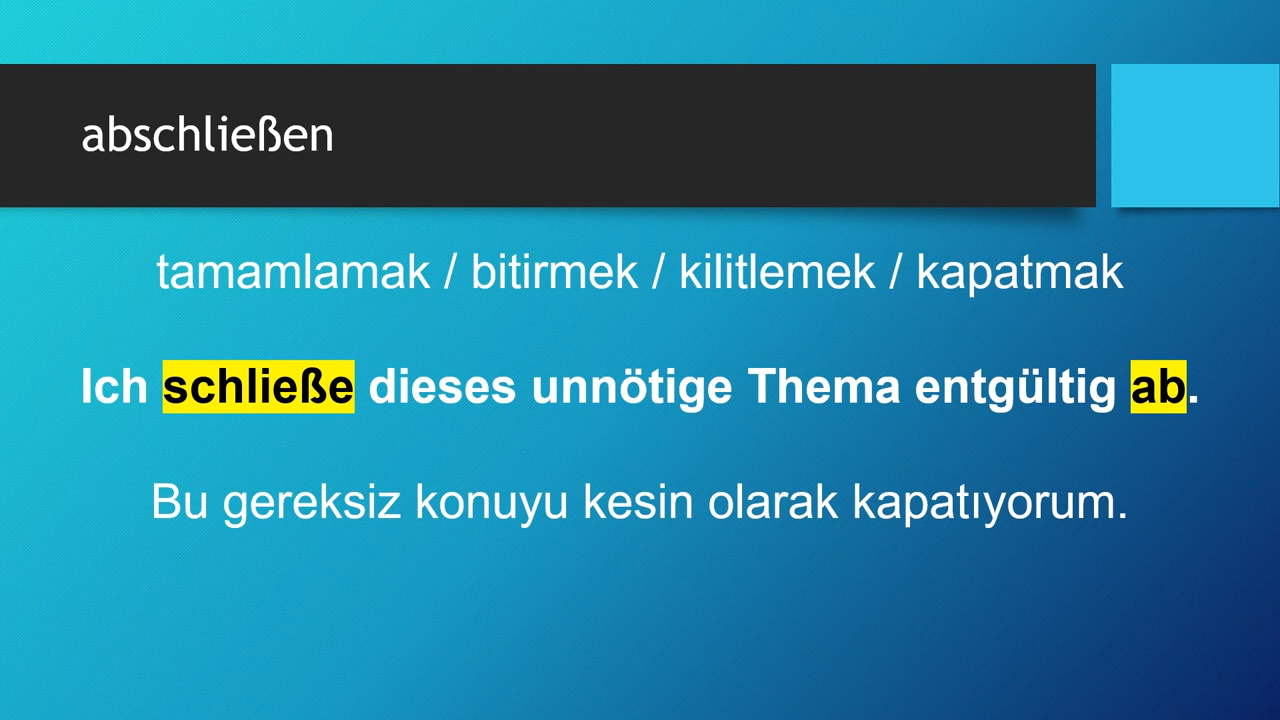 abschließen
tamamlamak / bitirmek / kilitlemek / kapatmak
Ich schließe dieses unnötige Thema entgültig ab.
Bu gereksiz konuyu kesin olarak kapatıyorum.